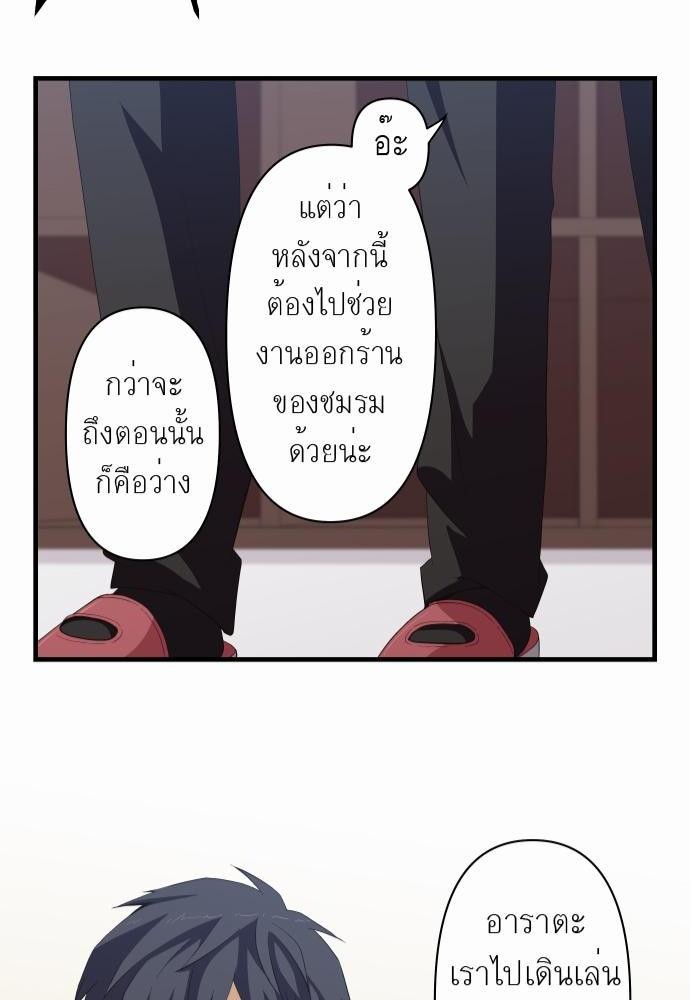 อ๊ะ
แต่ว่า
หลังจากนี้
ต้องไปช่วย
งานออกร้าน
ของชมรม
ด้วยน่ะ
กว่าจะ
ถึงตอนนั้น
ก็คือว่าง
อาราตะ
เราไปเดินเล่น